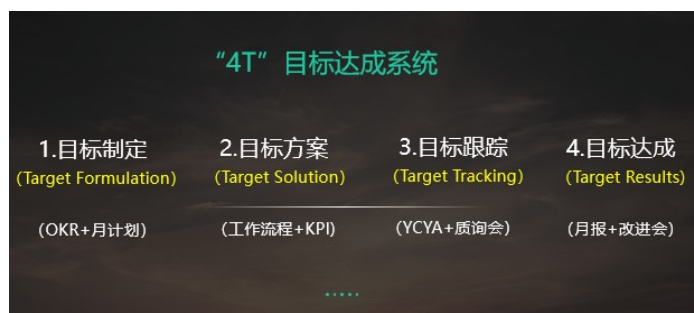 “4T”目标达成系统
1.目标制定
(Target Formulation)
(OKR+月计划)
2.目标方案
(Target Solution)
(工作流程+KPI)
3.目标跟踪
(Target Tracking)
(YCYA+质询会)
4.目标达成
(Target Results)
(月报+改进会)